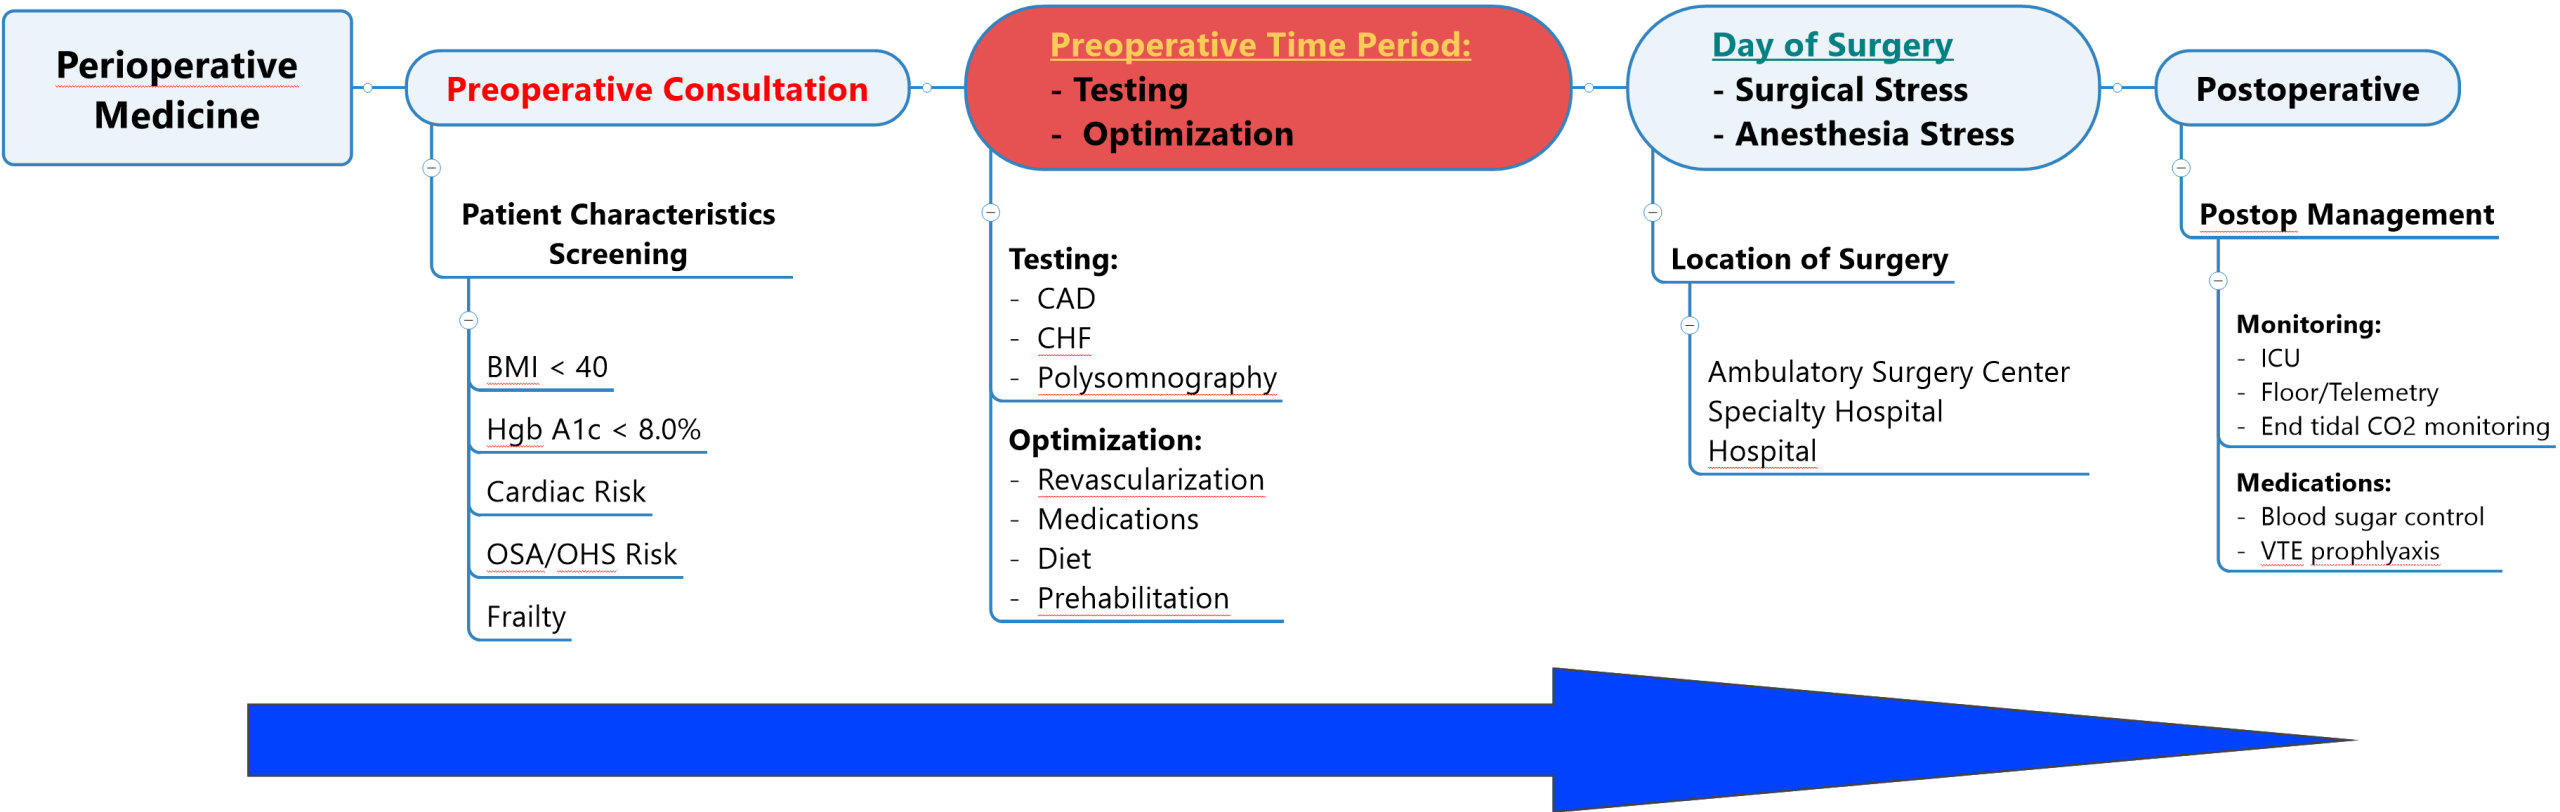 Perioperative
Medicine
Preoperative Consultation
Patient Characteristics
Screening
BMI < 40
Hgb A1c < 8.0%
Cardiac Risk
OSA/OHS Risk
Frailty
Preoperative Time Period:
- Testing
- Optimization
Testing:
- CAD
- CHF
- Polysomnography
Optimization:
- Revascularization
- Medications
- Diet
- Prehabilitation
Day of Surgery
- Surgical Stress
- Anesthesia Stress
Location of Surgery
Ambulatory Surgery Center
Specialty Hospital
Hospital
Postoperative
Postop Management
Monitoring:
- ICU
- Floor/Telemetry
- End tidal CO2 monitoring
Medications:
- Blood sugar control
- VTE prophlyaxis